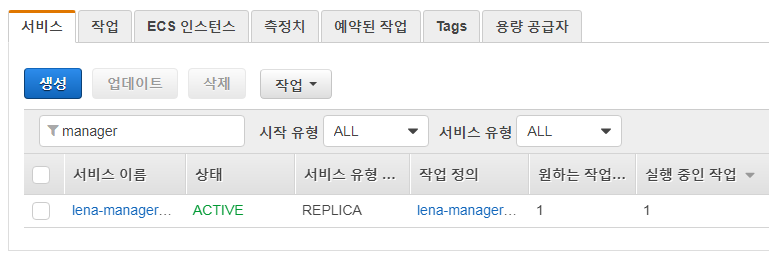 서비스 작업 ECS 인스턴스 측정치 예약된 작업 Tags 용량 공급자
생성 업데이트 삭제 작업
manager 시작 유형 ALL 서비스 유형 ALL
서비스 이름 상태 서비스 유형 ... 작업 정의 원하는 작업... 실행 중인 작업
lena-manager... ACTIVE REPLICA lena-manager... 1 1